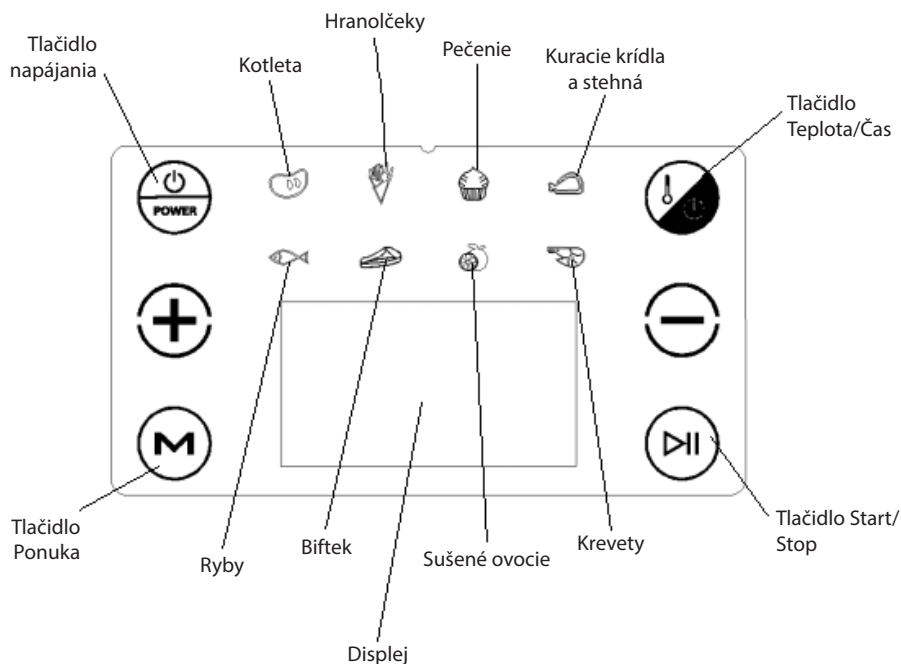 Hranolčeky
Tlačidlo
napájania
Kotleta
Pečenie
Kuracie krídla
a stehná
Tlačidlo
Teplota/Čas
POWER
M
Tlačidlo
Ponuka
Ryby
Biftek
Sušené ovocie
Krevety
Tlačidlo Start/
Stop
Displej